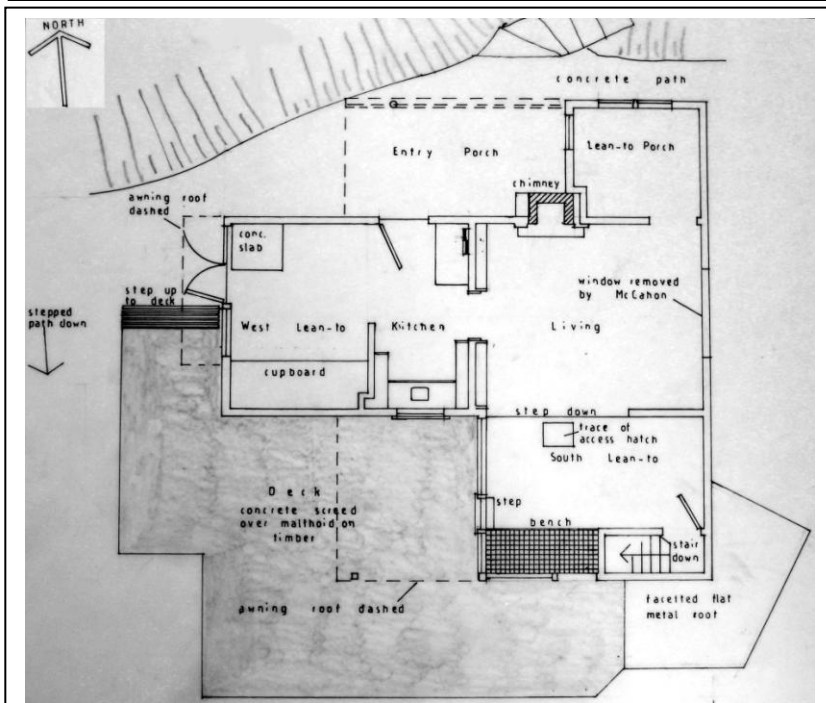 NORTH
concrete path
Entry Porch
Lean-to Porch
chimney
awning roof
dashed
conc.
slab
window removed
by McCahon
step up
to deck
stepped
path down
West Lean-to
Kitchen
Living
cupboard
step down
trace of
access hatch
South Lean-to
Deck
concrete screed
over malthoid on
timber
step
bench
stair
down
awning roof dashed
facetted flat
metal roof